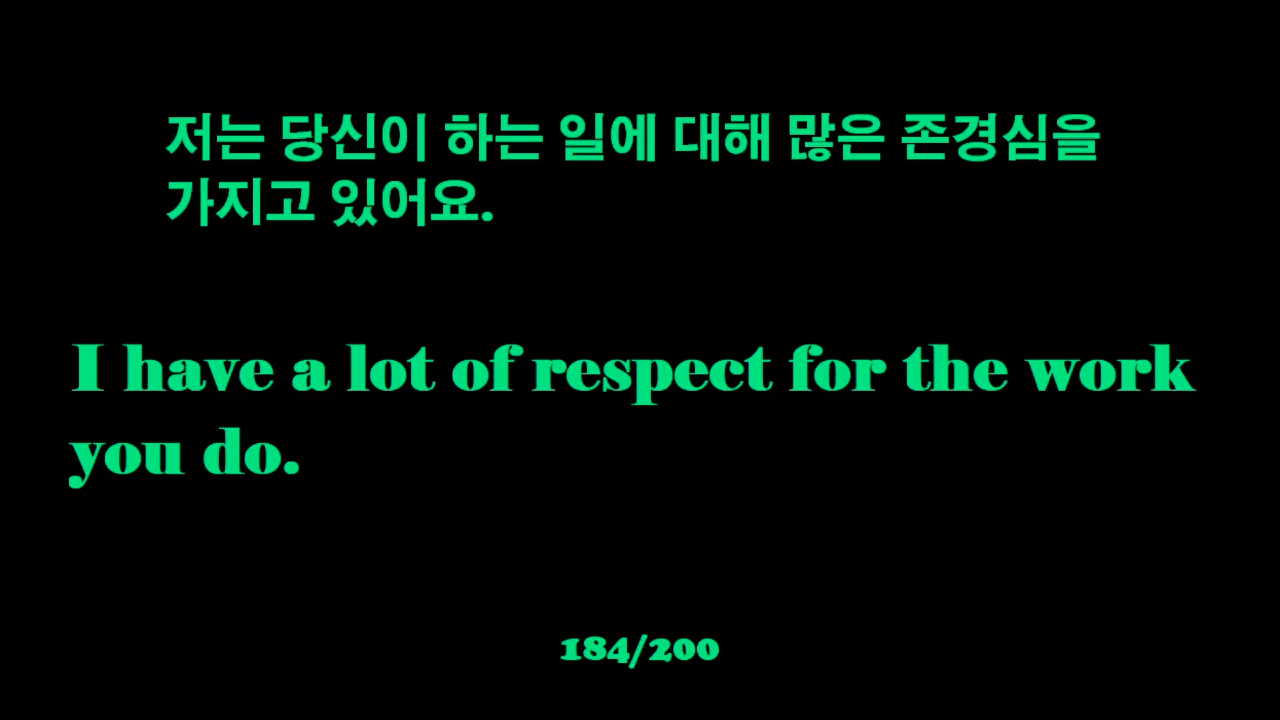 저는 당신이 하는 일에 대해 많은 존경심을
가지고 있어요.
I have a lot of respect for the work
you do.
184/200